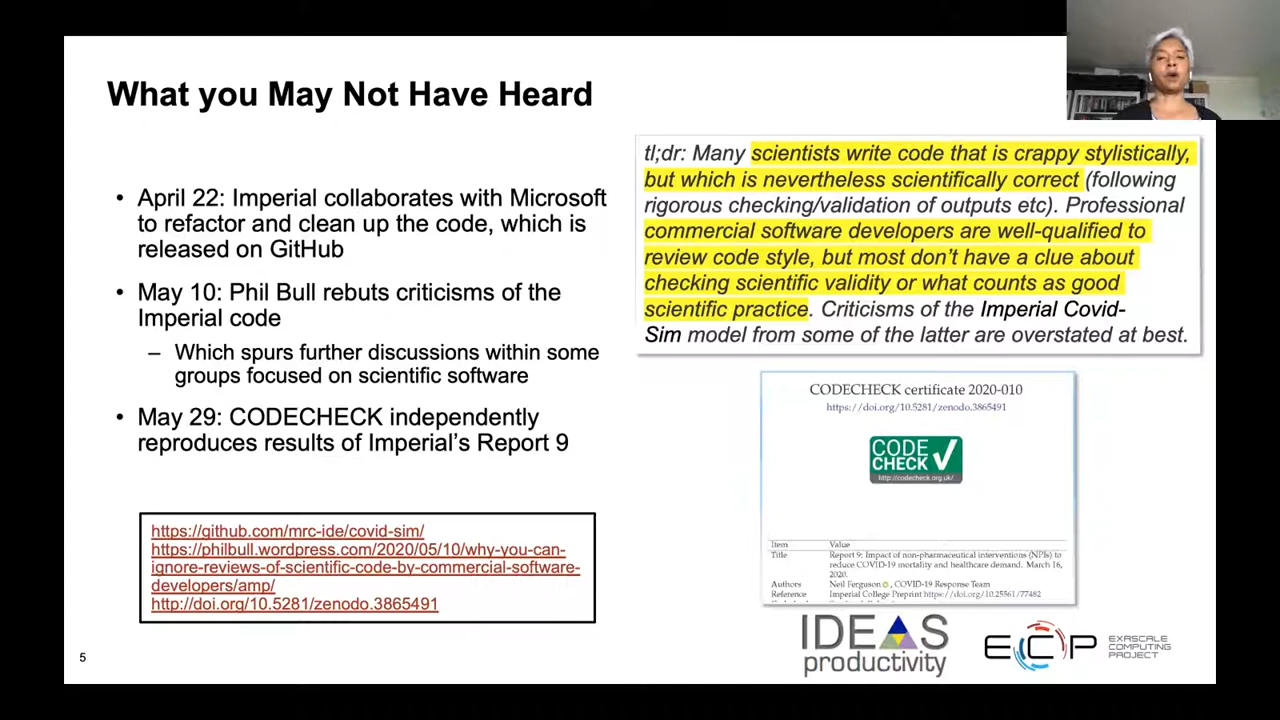 What you May Not Have Heard
• April 22: Imperial collaborates with Microsoft
to refactor and clean up the code, which is
released on GitHub
• May 10: Phil Bull rebuts criticisms of the
Imperial code
– Which spurs further discussions within some
groups focused on scientific software
• May 29: CODECHECK independently
reproduces results of Imperial's Report 9
https://github.com/mrc-ide/covid-sim/
https://philbull.wordpress.com/2020/05/10/why-you-can-
ignore-reviews-of-scientific-code-by-commercial-software-
developers/amp/
http://doi.org/10.5281/zenodo.3865491
tl;dr: Many scientists write code that is crappy stylistically,
but which is nevertheless scientifically correct (following
rigorous checking/validation of outputs etc). Professional
commercial software developers are well-qualified to
review code style, but most don't have a clue about
checking scientific validity or what counts as good
scientific practice. Criticisms of the Imperial Covid-
Sim model from some of the latter are overstated at best.
CODECHECK certificate 2020-010
https://doi.org/10.5281/zenodo.3865491
CODE
CHECK
http://codecheck.org.uk/
Item Value
Title Report 9: Impact of non-pharmaceutical interventions (NPIs) to
reduce COVID-19 mortality and healthcare demand. March 16,
2020.
Authors Neil Ferguson, COVID-19 Response Team
Reference Imperial College Preprint https://doi.org/10.25561/77482
IDEAS
productivity
ECP
EXASCALE
COMPUTING
PROJECT
5